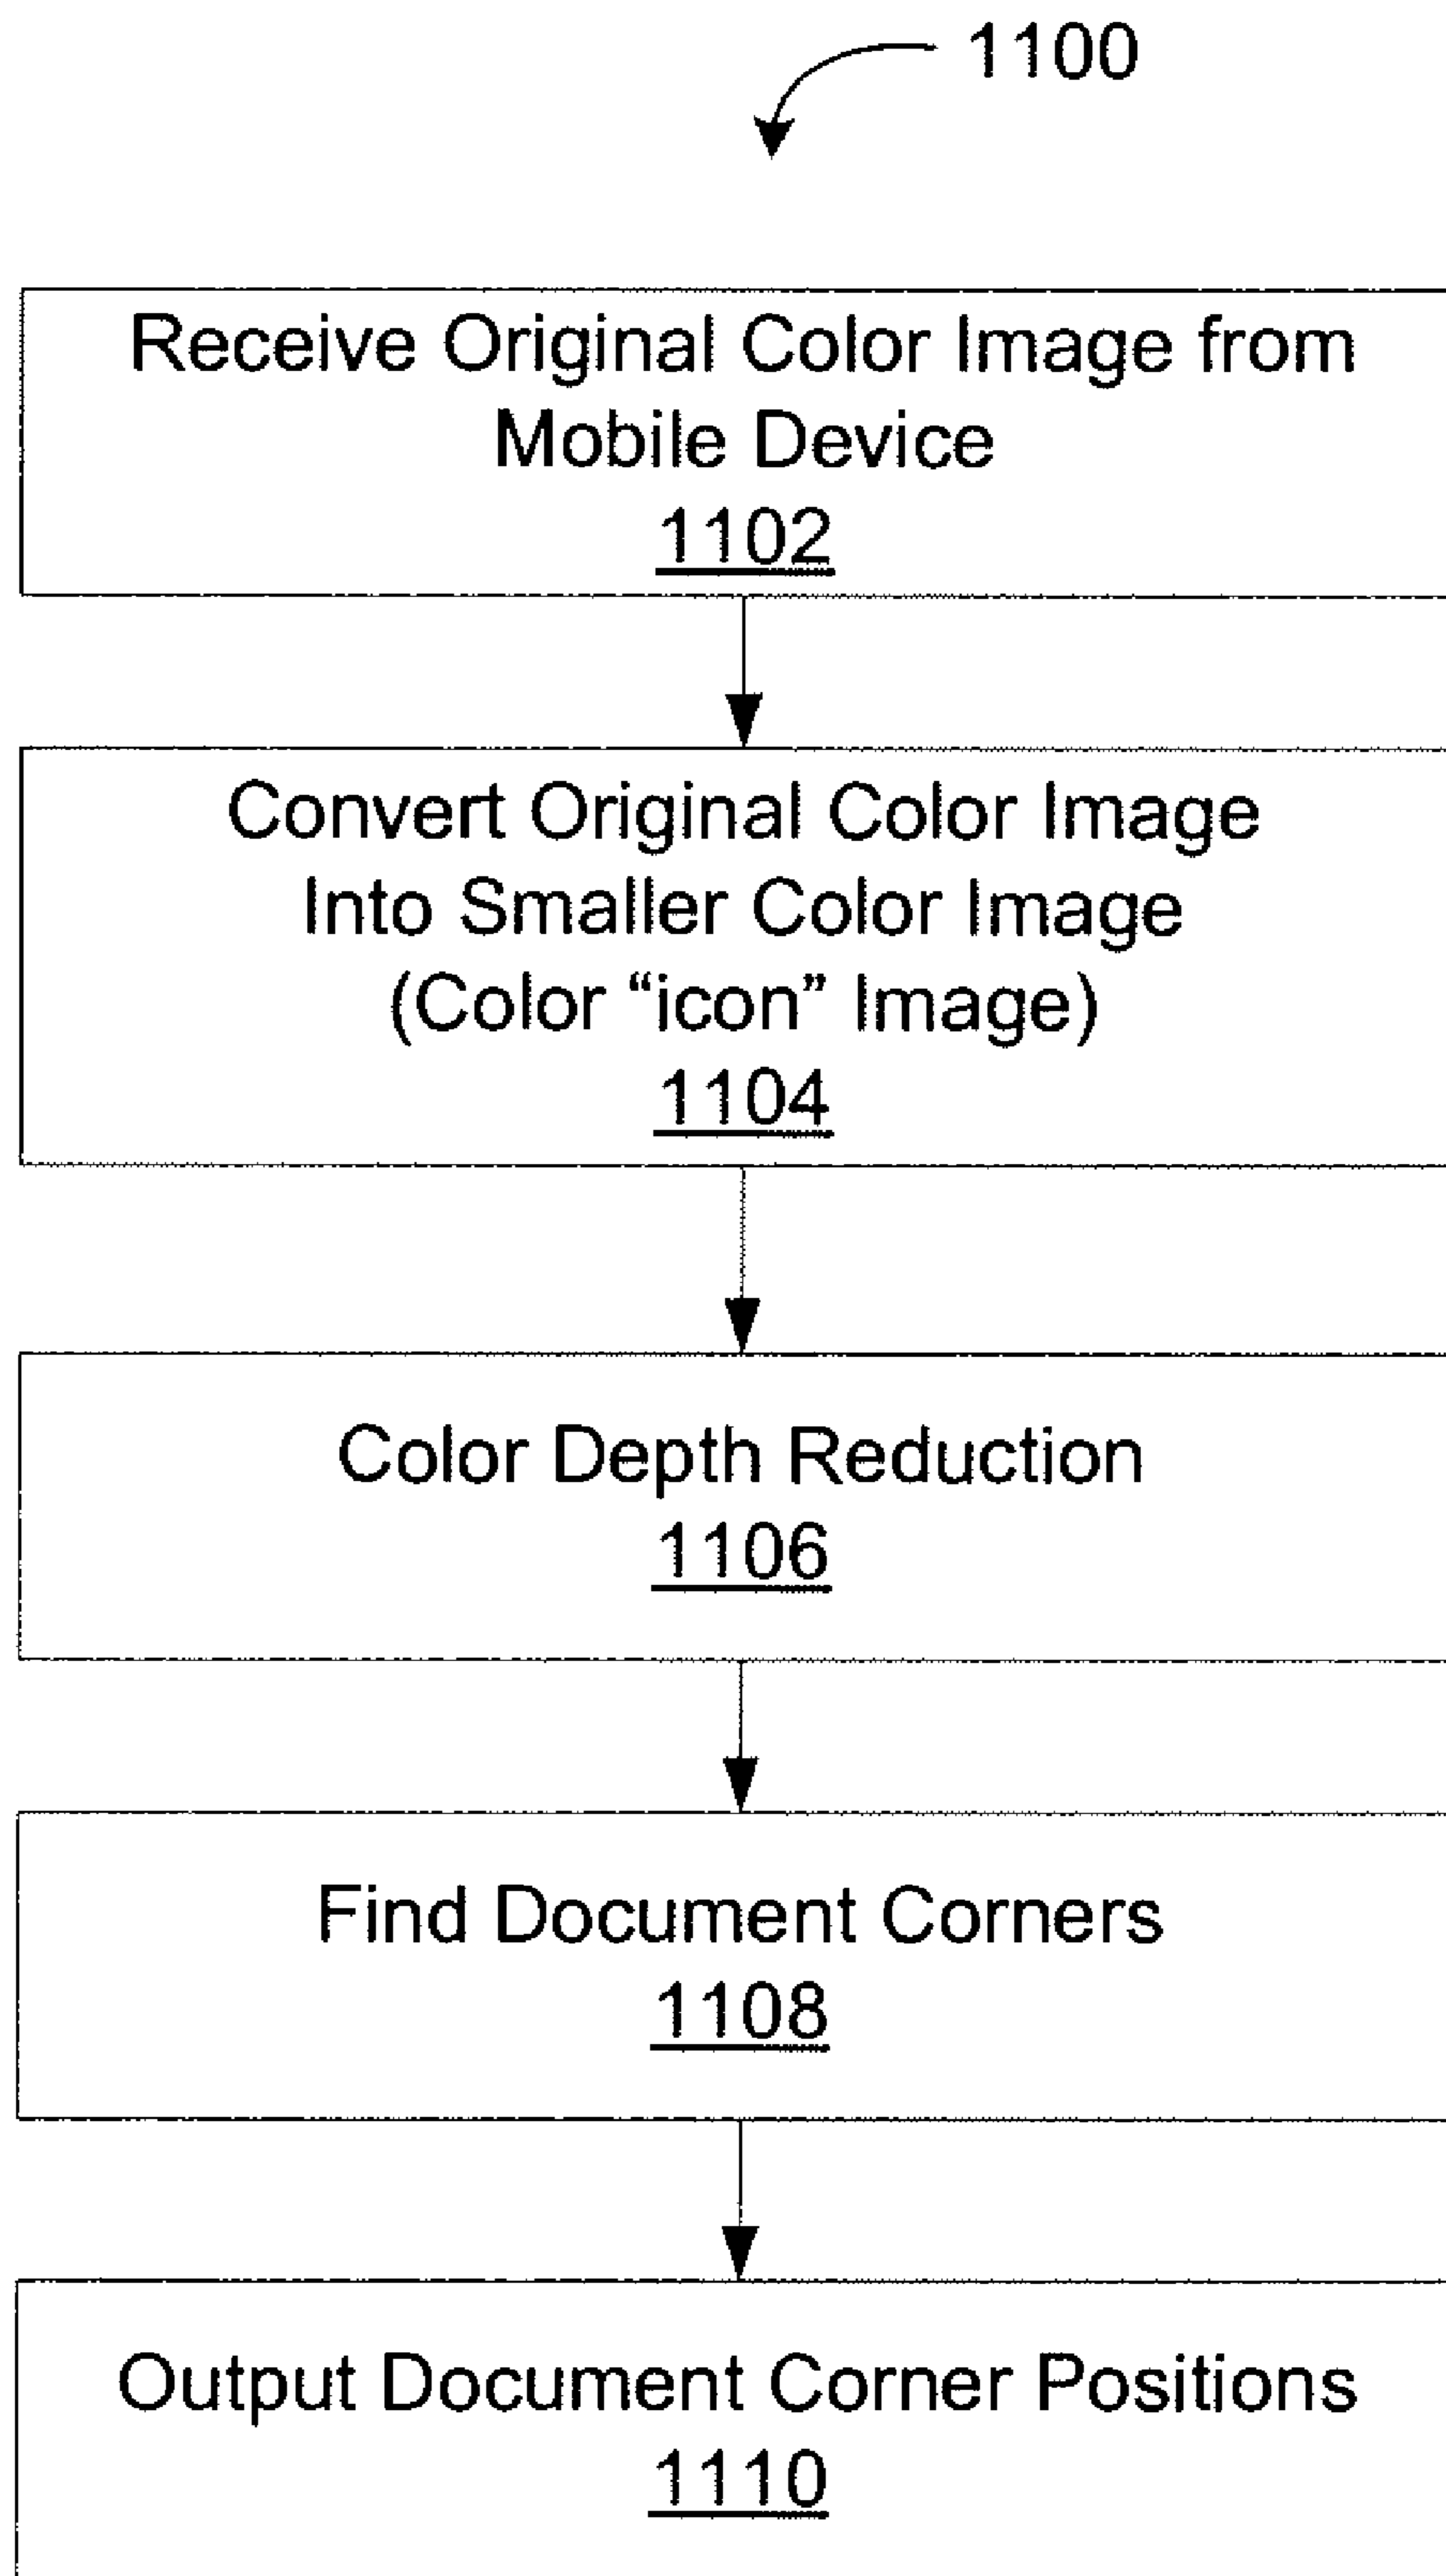 1100
Receive Original Color Image from
Mobile Device
1102
Convert Original Color Image
Into Smaller Color Image
(Color “icon” Image)
1104
Color Depth Reduction
1106
Find Document Corners
1108
Output Document Corner Positions
1110